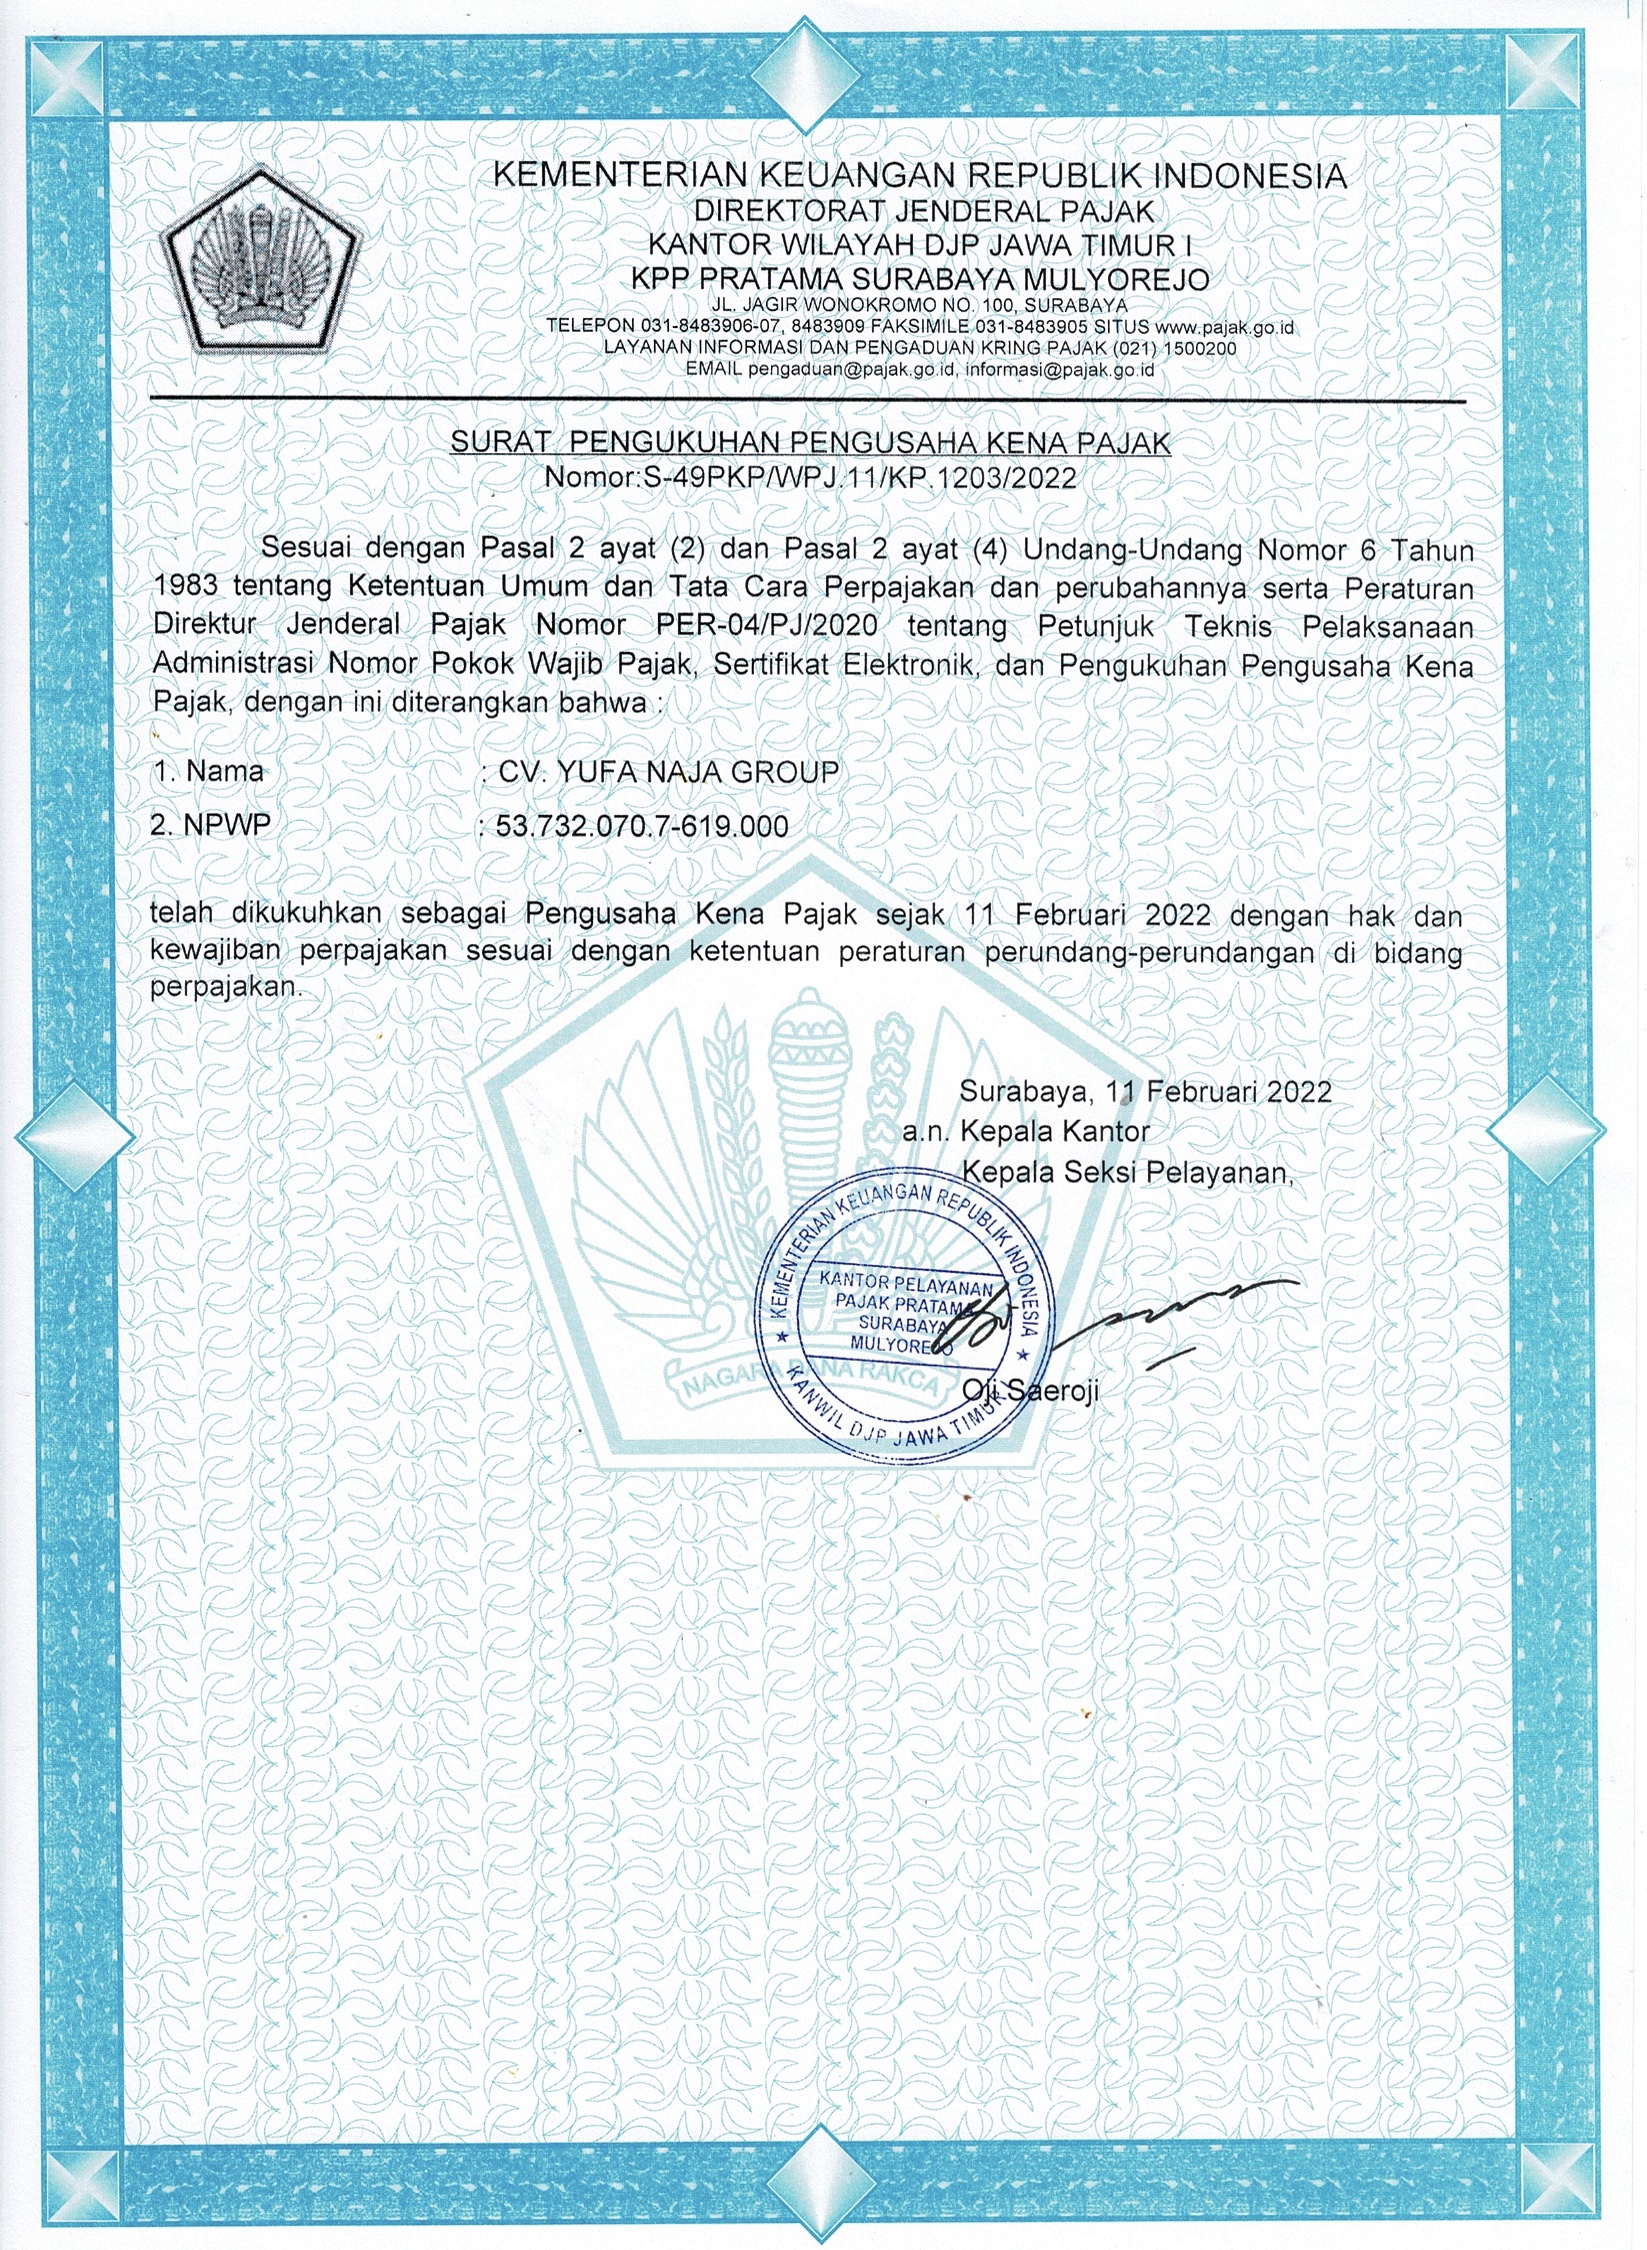 KEMENTERIAN KEUANGAN REPUBLIK INDONESIA
DIREKTORAT JENDERAL PAJAK
KANTOR WILAYAH DJP JAWA TIMUR I
KPP PRATAMA SURABAYA MULYOREJO
JL. JAGIR WONOKROMO NO. 100, SURABAYA
TELEPON 031-8483906-07, 8483909 FAKSIMILE 031-8483905 SITUS www.pajak.go.id
LAYANAN INFORMASI DAN PENGADUAN KRING PAJAK (021) 1500200
EMAIL pengaduan@pajak.go.id, informasi@pajak.go.id
SURAT PENGUKUHAN PENGUSAHA KENA PAJAK
Nomor:S-49PKP/WPJ.11/KP.1203/2022
Sesuai dengan Pasal 2 ayat (2) dan Pasal 2 ayat (4) Undang-Undang Nomor 6 Tahun
1983 tentang Ketentuan Umum dan Tata Cara Perpajakan dan perubahannya serta Peraturan
Direktur Jenderal Pajak Nomor PER-04/PJ/2020 tentang Petunjuk Teknis Pelaksanaan
Administrasi Nomor Pokok Wajib Pajak, Sertifikat Elektronik, dan Pengukuhan Pengusaha Kena
Pajak, dengan ini diterangkan bahwa :
1. Nama : CV. YUFA NAJA GROUP
2. NPWP : 53.732.070.7-619.000
telah dikukuhkan sebagai Pengusaha Kena Pajak sejak 11 Februari 2022 dengan hak dan
kewajiban perpajakan sesuai dengan ketentuan peraturan perundang-perundangan di bidang
perpajakan.
Surabaya, 11 Februari 2022
a.n. Kepala Kantor
Kepala Seksi Pelayanan,
KEMENTERIAN KEUANGAN REPUBLIK INDONESIA
KANTOR PELAYANAN
PAJAK PRATAMA
SURABAYA
MULYOREJO
KANWIL DJP JAWA TIMUR I
NAGARA DANA RAKCA
Oji Saeroji